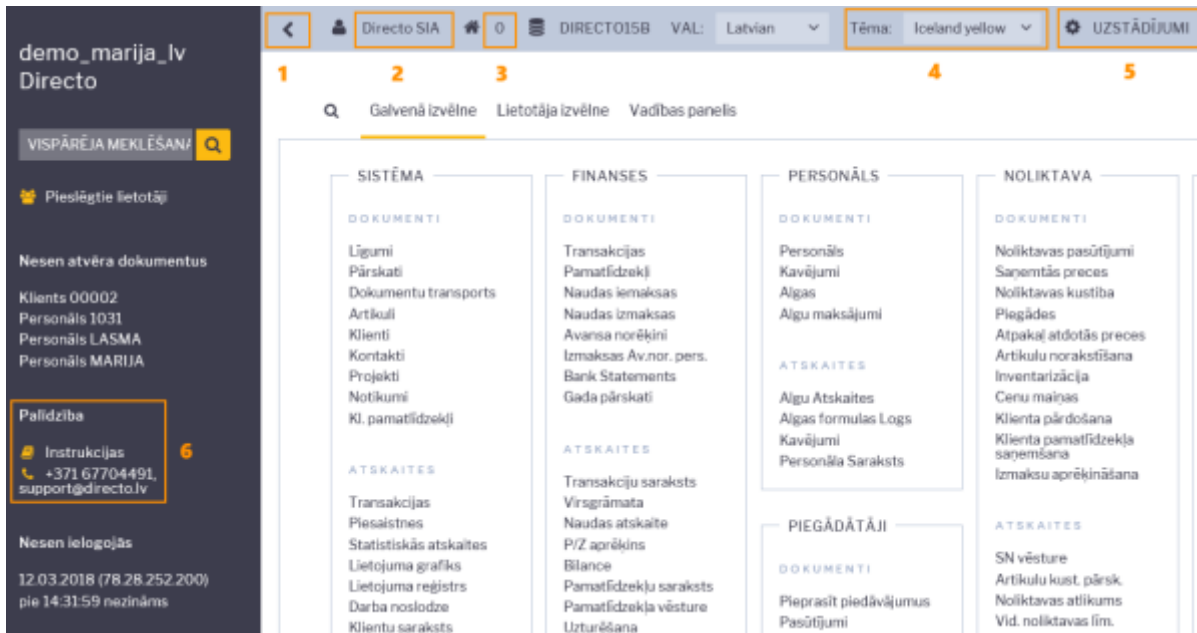 demo_marija_lv
Directo
VISPĀRĒJA MEKLĒŠANA
Pieslēgtie lietotāji
Nesen atvēra dokumentus
Klients 00002
Personāls 1031
Personāls LASMA
Personāls MARIJA
Palīdzība
Instrukcijas
+371 67704491,
support@directo.lv
6
Nesen ielogojās
12.03.2018 (78.28.252.200)
pie 14:31:59 nezināms
Directo SIA 0 DIRECTO15B VAL: Latvian Tēma: Iceland yellow UZSTĀDĪJUMI
1 2 3 4 5
Galvenā izvēlne Lietotāja izvēlne Vadības panelis
SISTĒMA
DOKUMENTI
Līgumi
Pārskati
Dokumentu transports
Artikuli
Klienti
Kontakti
Projekti
Notikumi
Kl. pamatlīdzekļi
ATSKAITES
Transakcijas
Piesaistnes
Statistiskās atskaites
Lietojuma grafiks
Lietojuma reģistrs
Darba noslodze
Klientu saraksts
FINANSES
DOKUMENTI
Transakcijas
Pamatlīdzekļi
Naudas iemaksas
Naudas izmaksas
Avansa norēķini
Izmaksas Av.nor. pers.
Bank Statements
Gada pārskati
ATSKAITES
Transakciju saraksts
Virsgrāmata
Naudas atskaite
P/Z aprēķins
Bilance
Pamatlīdzekļu saraksts
Pamatlīdzekļa vēsture
Uzturēšana
PERSONĀLS
DOKUMENTI
Personāls
Kavējumi
Algas
Algu maksājumi
ATSKAITES
Algu Atskaites
Algas formulas Logs
Kavējumi
Personāla Saraksts
PIEGĀDĀTĀJI
DOKUMENTI
Pieprasīt piedāvājumus
Pasūtījumi
NOLIKTAVA
DOKUMENTI
Noliktavas pasūtījumi
Saņemtās preces
Noliktavas kustība
Piegādes
Atpakaļ atdotās preces
Artikulu norakstīšana
Inventarizācija
Cenu maiņas
Klienta pārdošana
Klienta pamatlīdzekļa
saņemšana
Izmaksu aprēķināšana
ATSKAITES
SN vēsture
Artikulu kust. pārsk.
Noliktavas atlikums
Vid. noliktavas līm.